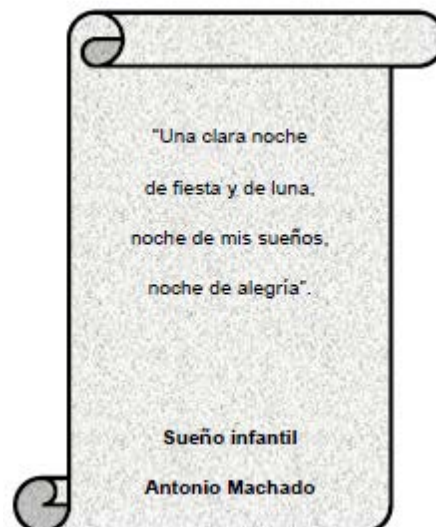 "Una clara noche
de fiesta y de luna,
noche de mis sueños,
noche de alegría".
Sueño infantil
Antonio Machado